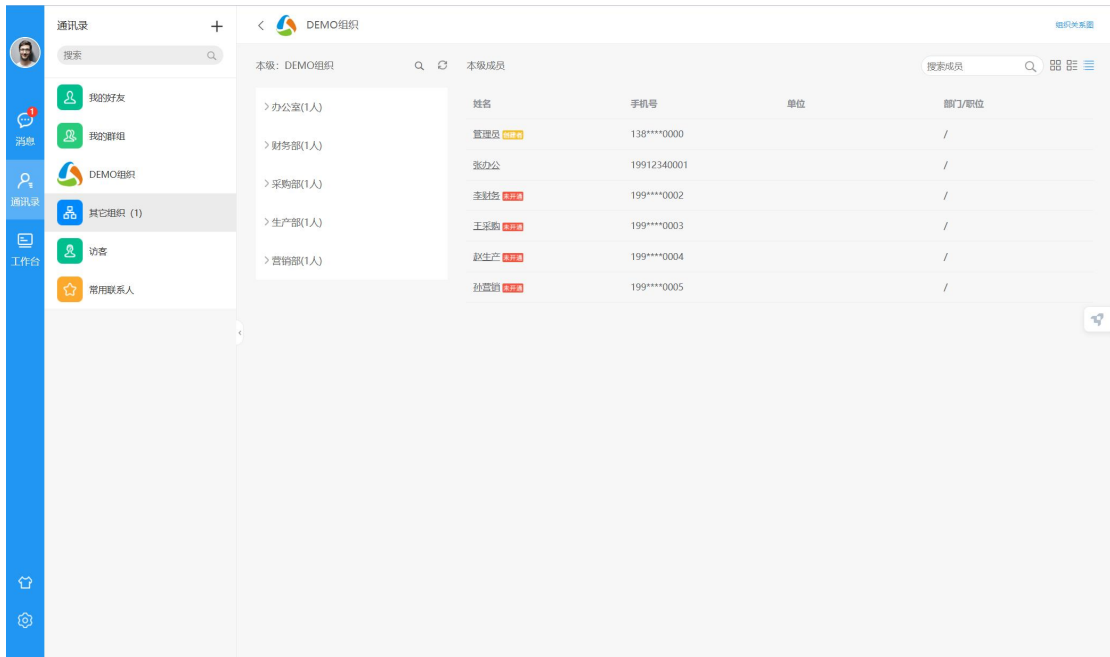 通讯录
搜索
我的好友
我的群组
DEMO组织
其它组织 (1)
访客
常用联系人
1
消息
通讯录
工作台
DEMO组织
组织关系图
本级: DEMO组织
本级成员
搜索成员
办公室(1人)
财务部(1人)
采购部(1人)
生产部(1人)
营销部(1人)
姓名 手机号 单位 部门/职位
管理员 创建者 138****0000 /
张办公 19912340001 /
李财务 未开通 199****0002 /
王采购 未开通 199****0003 /
赵生产 未开通 199****0004 /
孙营销 未开通 199****0005 /